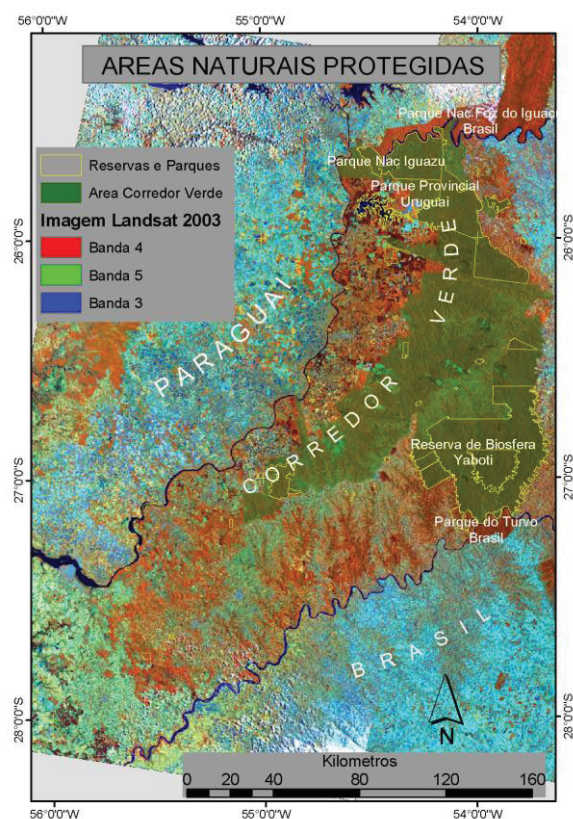 56°0'0"W 55°0'0"W 54°0'0"W
AREAS NATURAIS PROTEGIDAS
Parque Nac Foz do Iguacu
Brasil
Reservas e Parques
Parque Nac Iguazu
Area Corredor Verde
Parque Provincial
Uruguai
Imagem Landsat 2003
Banda 4
Banda 5
Banda 3
26°0'0"S 26°0'0"S
PARAGUAI
CORREDOR VERDE
Reserva de Biosfera
Yaboti
27°0'0"S 27°0'0"S
Parque do Turvo
Brasil
BRASIL
28°0'0"S 28°0'0"S
N
Kilometros
0 20 40 80 120 160
56°0'0"W 55°0'0"W 54°0'0"W